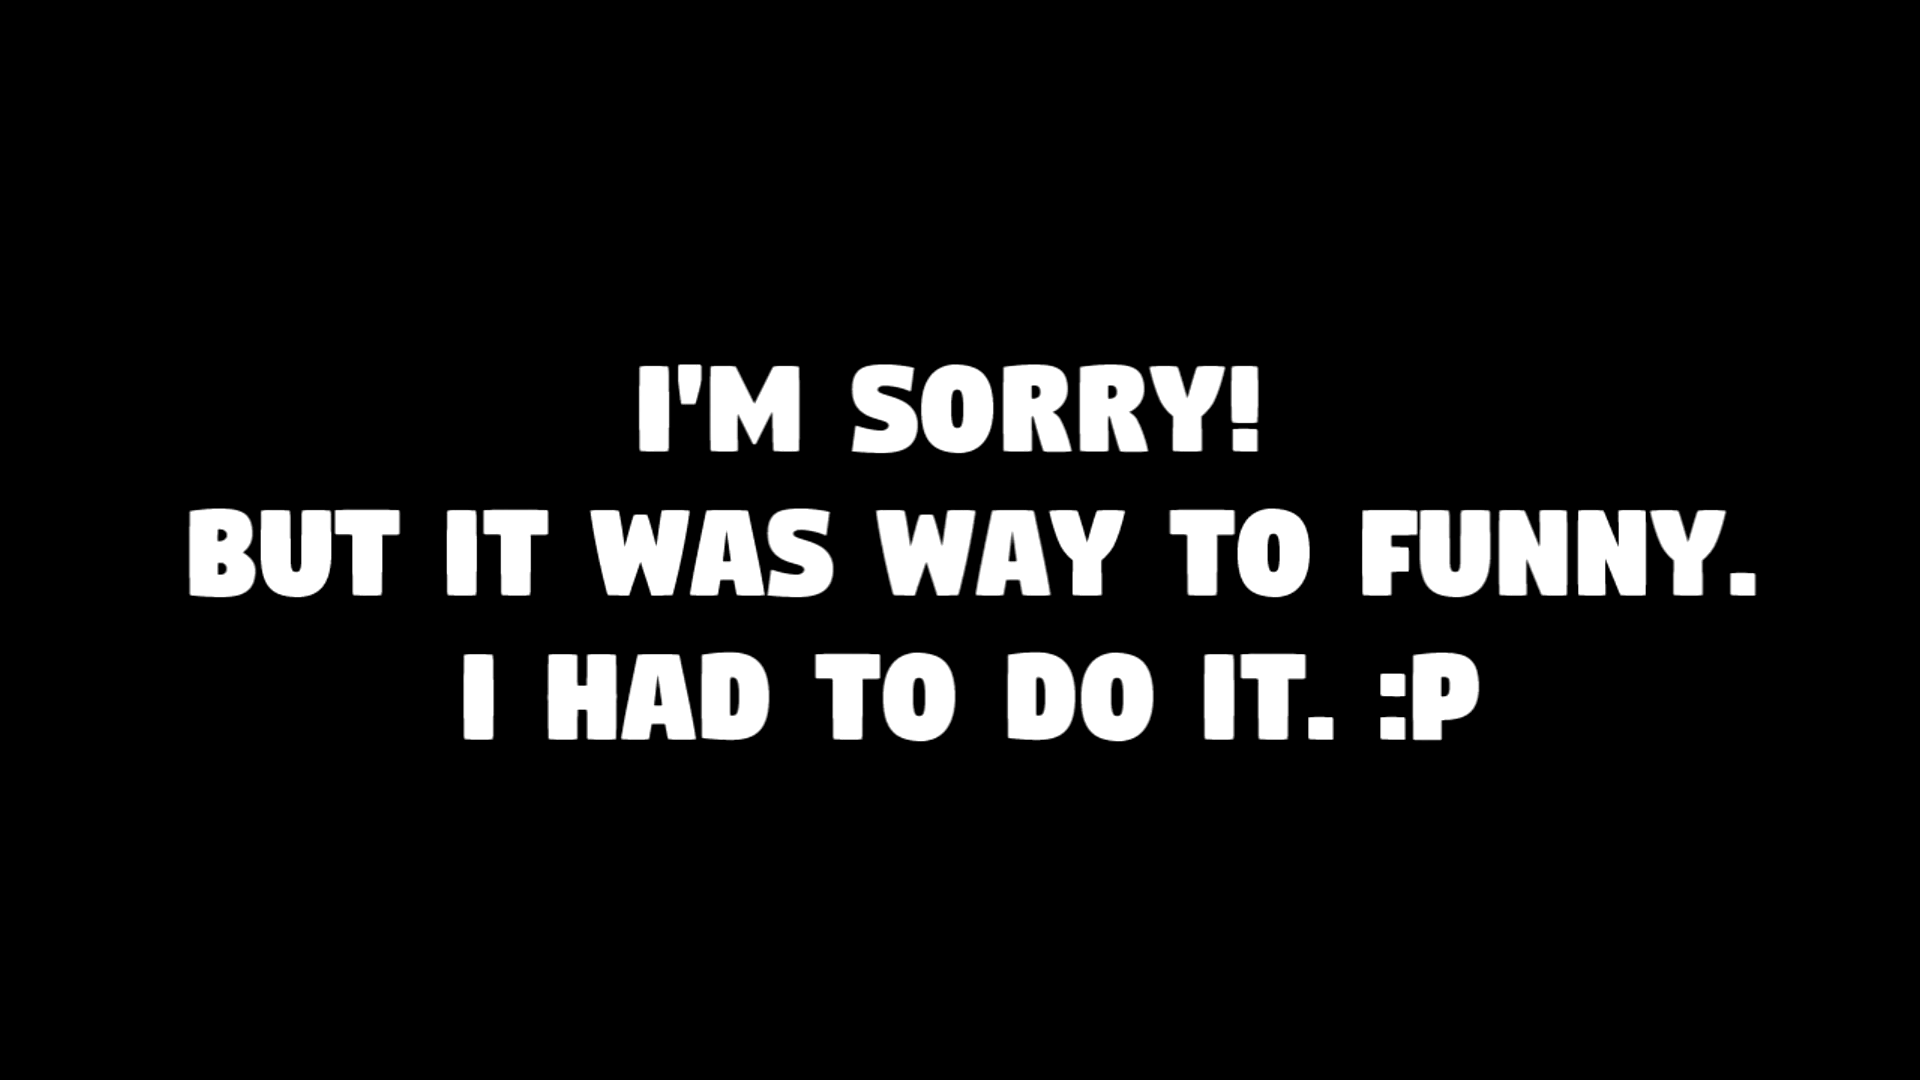 I'M SORRY!
BUT IT WAS WAY TO FUNNY.
I HAD TO DO IT. :P